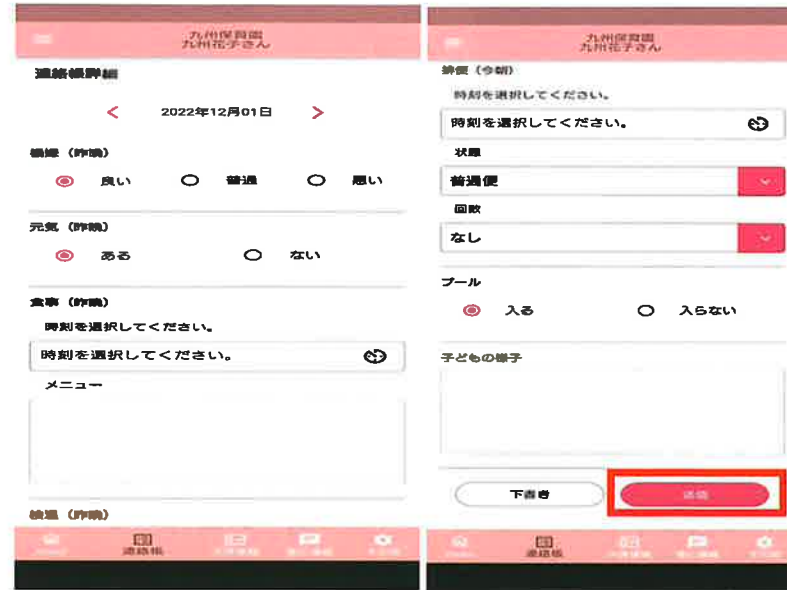 九州保育園
九州花子さん
連絡帳詳細
2022年12月01日
機嫌（昨晩）
良い 普通 悪い
元気（昨晩）
ある ない
食事（昨晩）
時刻を選択してください。
時刻を選択してください。
メニュー
検温（昨晩）
連絡帳
九州保育園
九州花子さん
排便（今朝）
時刻を選択してください。
時刻を選択してください。
状態
普通便
回数
なし
プール
入る 入らない
子どもの様子
下書き 送信
連絡帳